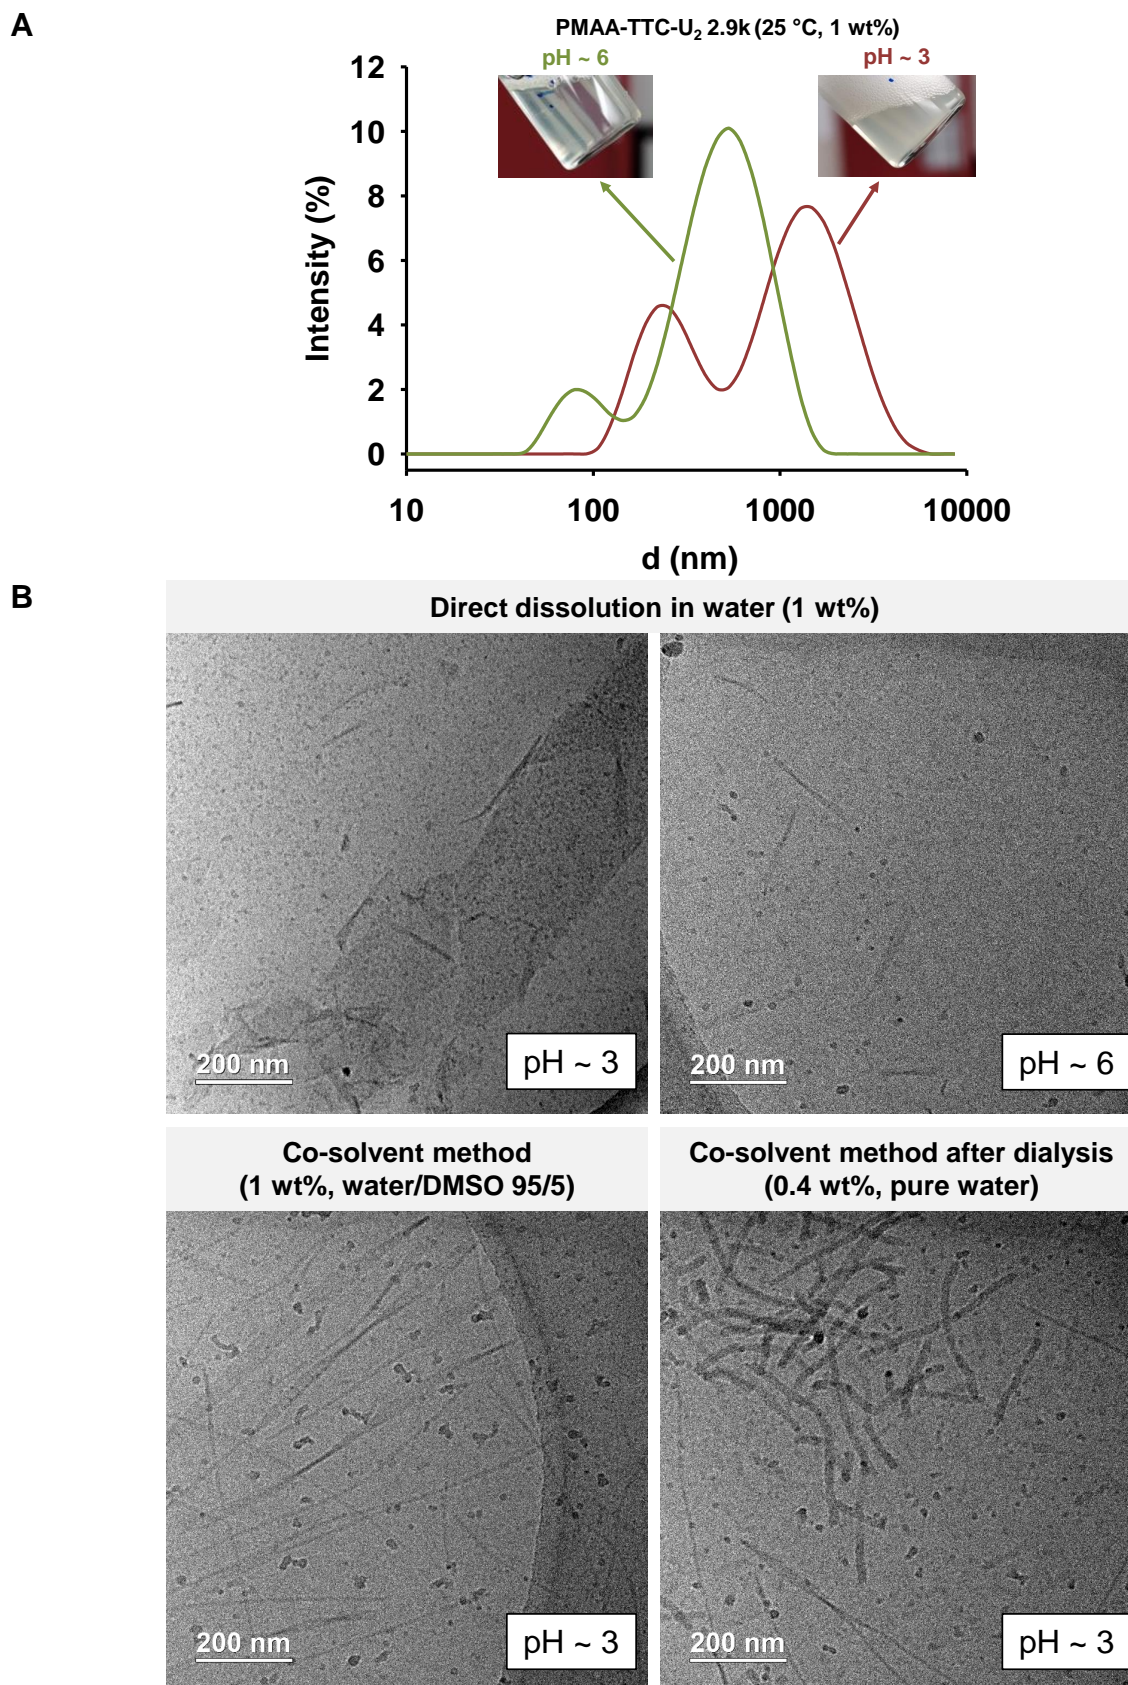 A
PMAA-TTC-U₂ 2.9k (25 °C, 1 wt%)
pH ~ 6
pH ~ 3
12
10
8
6
4
2
0
Intensity (%)
10
100
1000
10000
d (nm)
B
Direct dissolution in water (1 wt%)
200 nm
pH ~ 3
200 nm
pH ~ 6
Co-solvent method
(1 wt%, water/DMSO 95/5)
Co-solvent method after dialysis
(0.4 wt%, pure water)
200 nm
pH ~ 3
200 nm
pH ~ 3